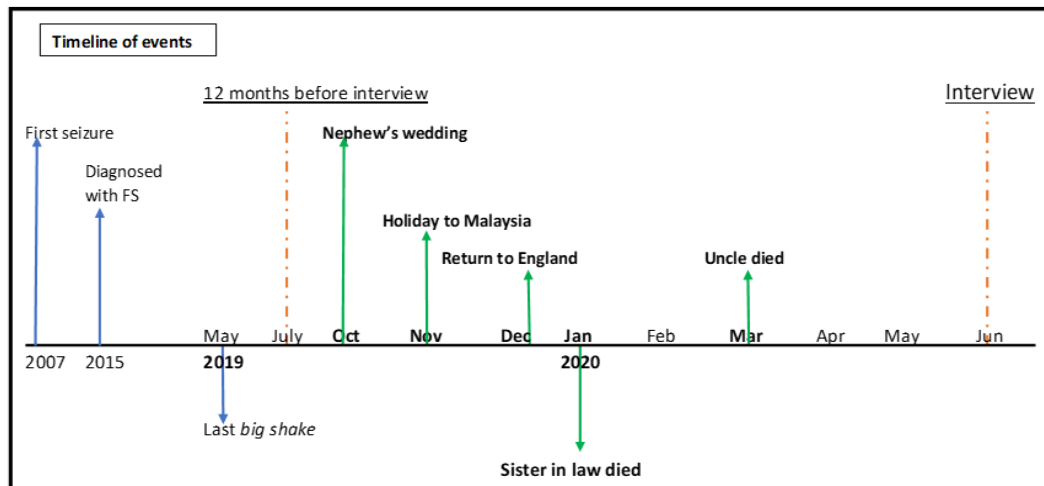 Timeline of events
12 months before interview
Interview
First seizure
Nephew's wedding
Diagnosed
with FS
Holiday to Malaysia
Return to England
Uncle died
May July Oct Nov Dec Jan Feb Mar Apr May Jun
2007 2015 2019 2020
Last big shake
Sister in law died